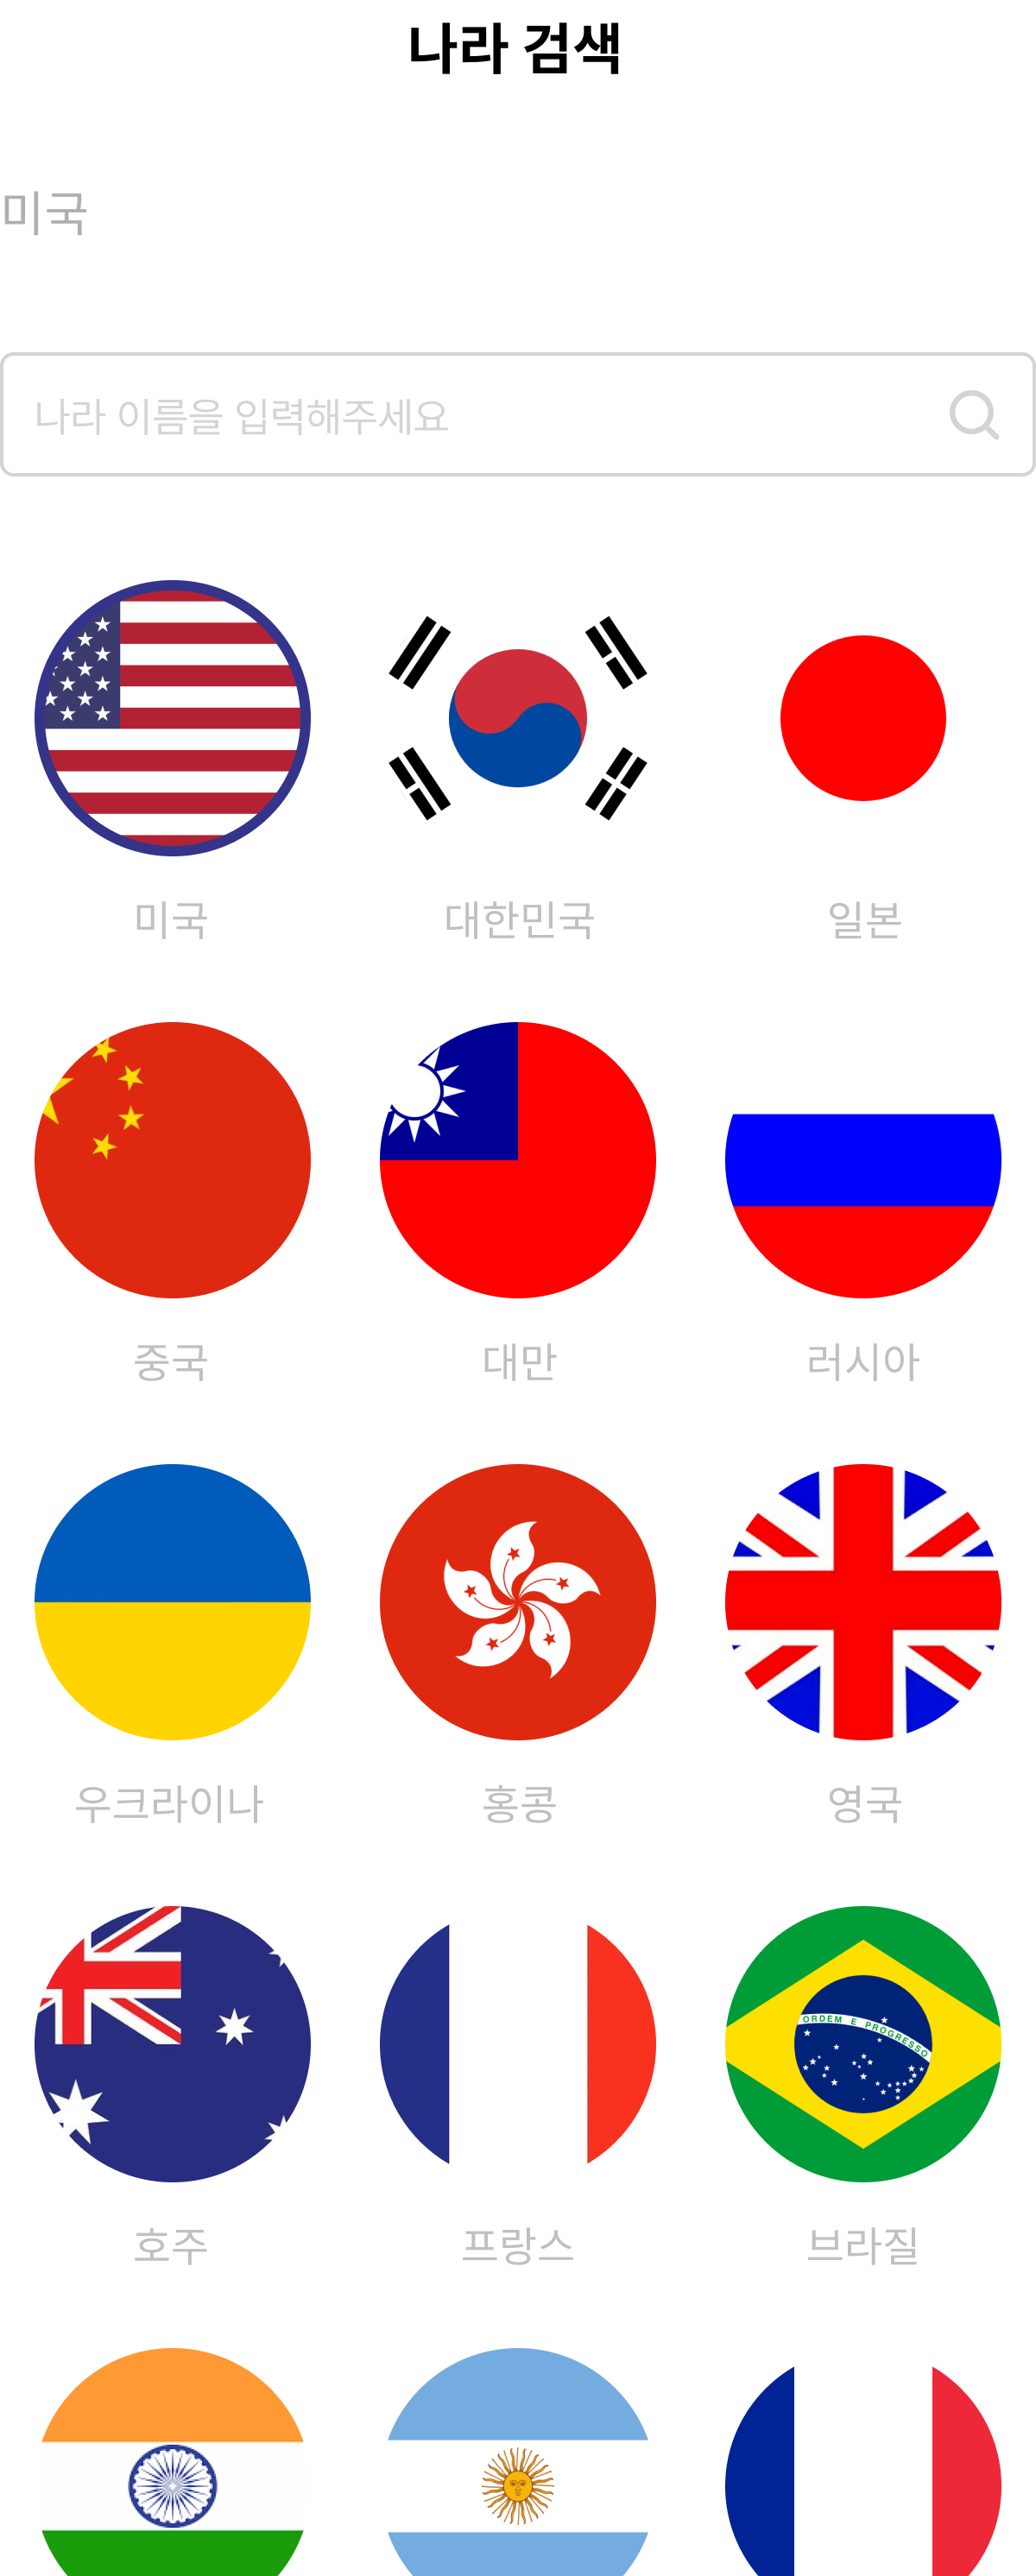 나라 검색
미국
나라 이름을 입력해주세요
미국 대한민국 일본
중국 대만 러시아
우크라이나 홍콩 영국
ORDEM E PROGRESSO
호주 프랑스 브라질